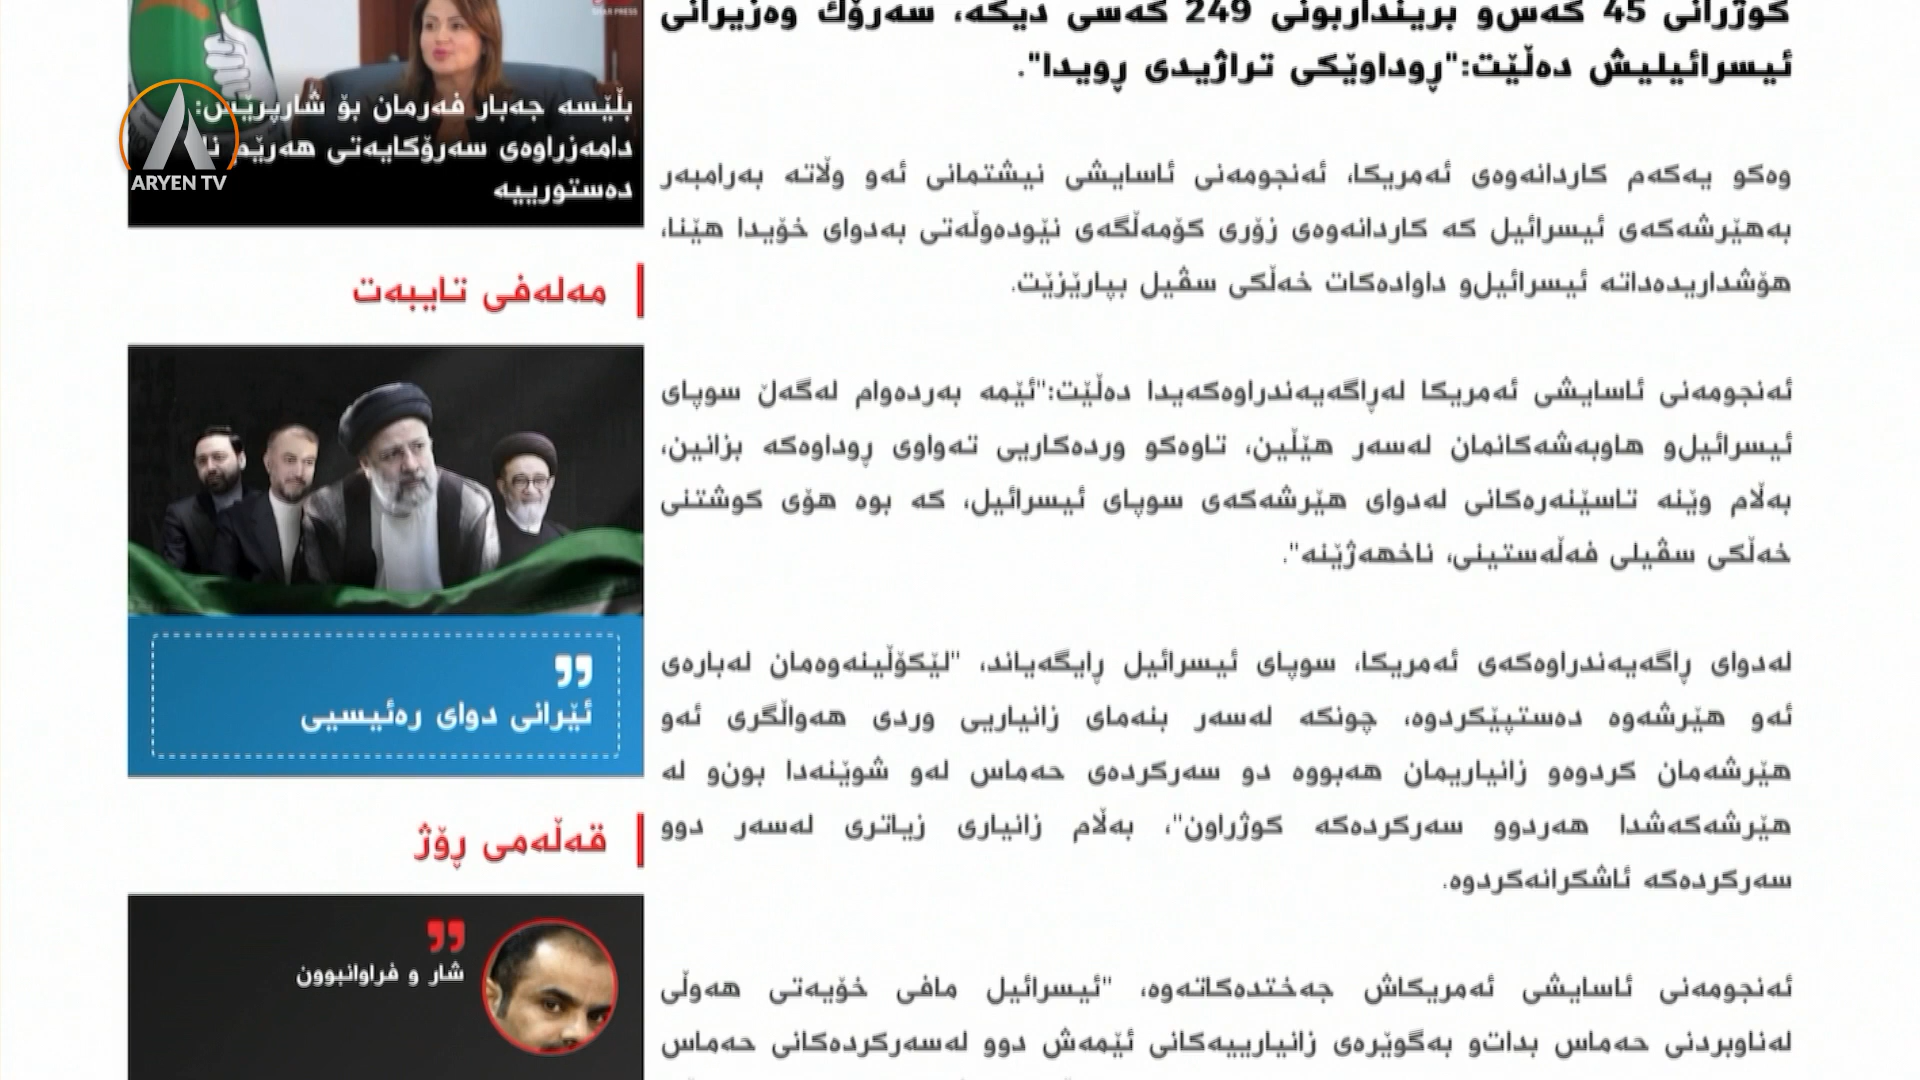 کوژرانی 45 کەس‌و برینداربونی 249 کەسی دیکە، سەرۆك وەزیرانی
ئیسرائیلیش دەڵێت:"ڕوداوێکی تراژیدی ڕویدا".
وەکو یەکەم کاردانەوەی ئەمریکا، ئەنجومەنی ئاسایشی نیشتمانی ئەو وڵاتە بەرامبەر
بەهێرشەکەی ئیسرائیل کە کاردانەوەی زۆری کۆمەڵگەی نێودەوڵەتی بەدوای خۆیدا هێنا،
هۆشداریدەداتە ئیسرائیل‌و داوادەکات خەڵکی سڤیل بپارێزێت.
ئەنجومەنی ئاسایشی ئەمریکا لەڕاگەیەندراوەکەیدا دەڵێت:"ئێمە بەردەوام لەگەڵ سوپای
ئیسرائیل‌و هاوبەشەکانمان لەسەر هێڵین، تاوەکو وردەکاریی تەواوی ڕوداوەکە بزانین،
بەڵام وێنە تاسێنەرەکانی لەدوای هێرشەکەی سوپای ئیسرائیل، کە بوە هۆی کوشتنی
خەڵکی سڤیلی فەڵەستینی، ناخهەژێنە".
لەدوای ڕاگەیەندراوەکەی ئەمریکا، سوپای ئیسرائیل ڕایگەیاند، "لێکۆڵینەوەمان لەبارەی
ئەو هێرشەوە دەستپێکردوە، چونکە لەسەر بنەمای زانیاریی وردی هەواڵگری ئەو
هێرشەمان کردوەو زانیاریمان هەبووە دو سەرکردەی حەماس لەو شوێنەدا بون‌و لە
هێرشەکەشدا هەردوو سەرکردەکە کوژراون"، بەڵام زانیاری زیاتری لەسەر دوو
سەرکردەکە ئاشکرانەکردوە.
ئەنجومەنی ئاسایشی ئەمریکاش جەختدەکاتەوە، "ئیسرائیل مافی خۆیەتی هەوڵی
لەناوبردنی حەماس بدات‌و بەگوێرەی زانیارییەکانی ئێمەش دوو لەسەرکردەکانی حەماس
SHAR PRESS
بڵێسە جەبار فەرمان بۆ شارپرێس:
دامەزراوەی سەرۆکایەتی هەرێم نا
دەستورییە
ARYEN TV
مەلەفی تایبەت
ئێرانی دوای رەئیسیی
قەڵەمی ڕۆژ
شار و فراوانبوون